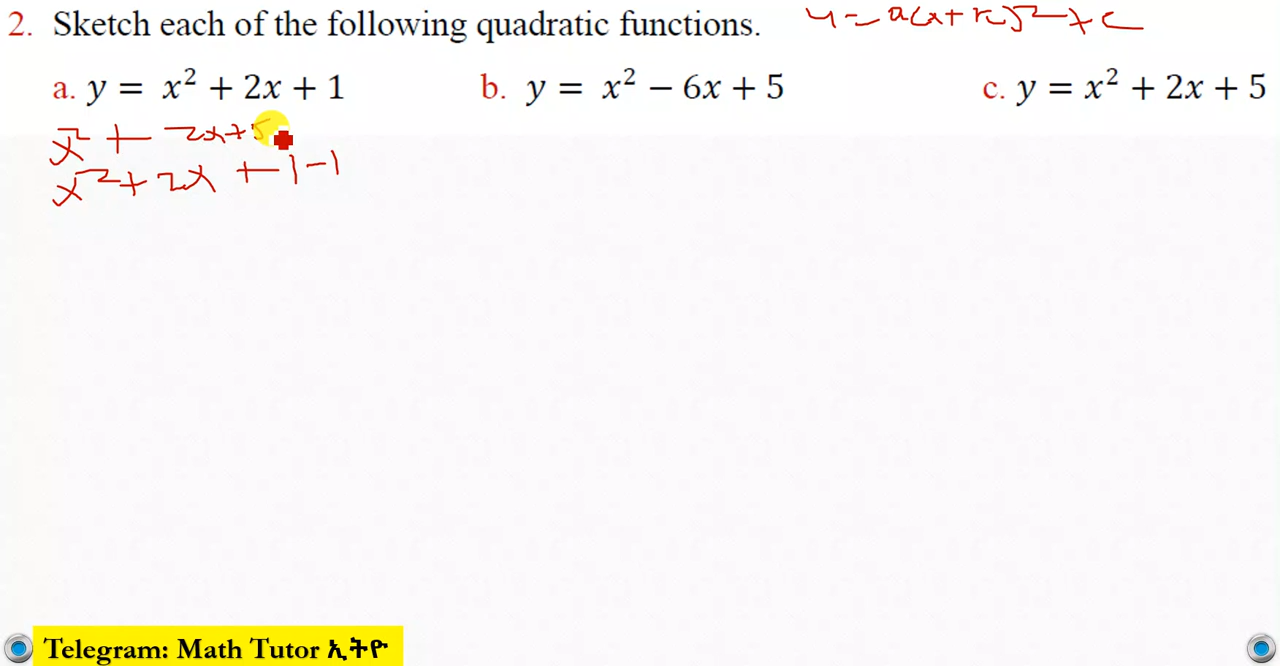 2. Sketch each of the following quadratic functions. y = a(x + k)² + c
a. y = x² + 2x + 1 b. y = x² − 6x + 5 c. y = x² + 2x + 5
x² + 2x + 5
x² + 2x + 1 - 1
Telegram: Math Tutor ኢትዮ